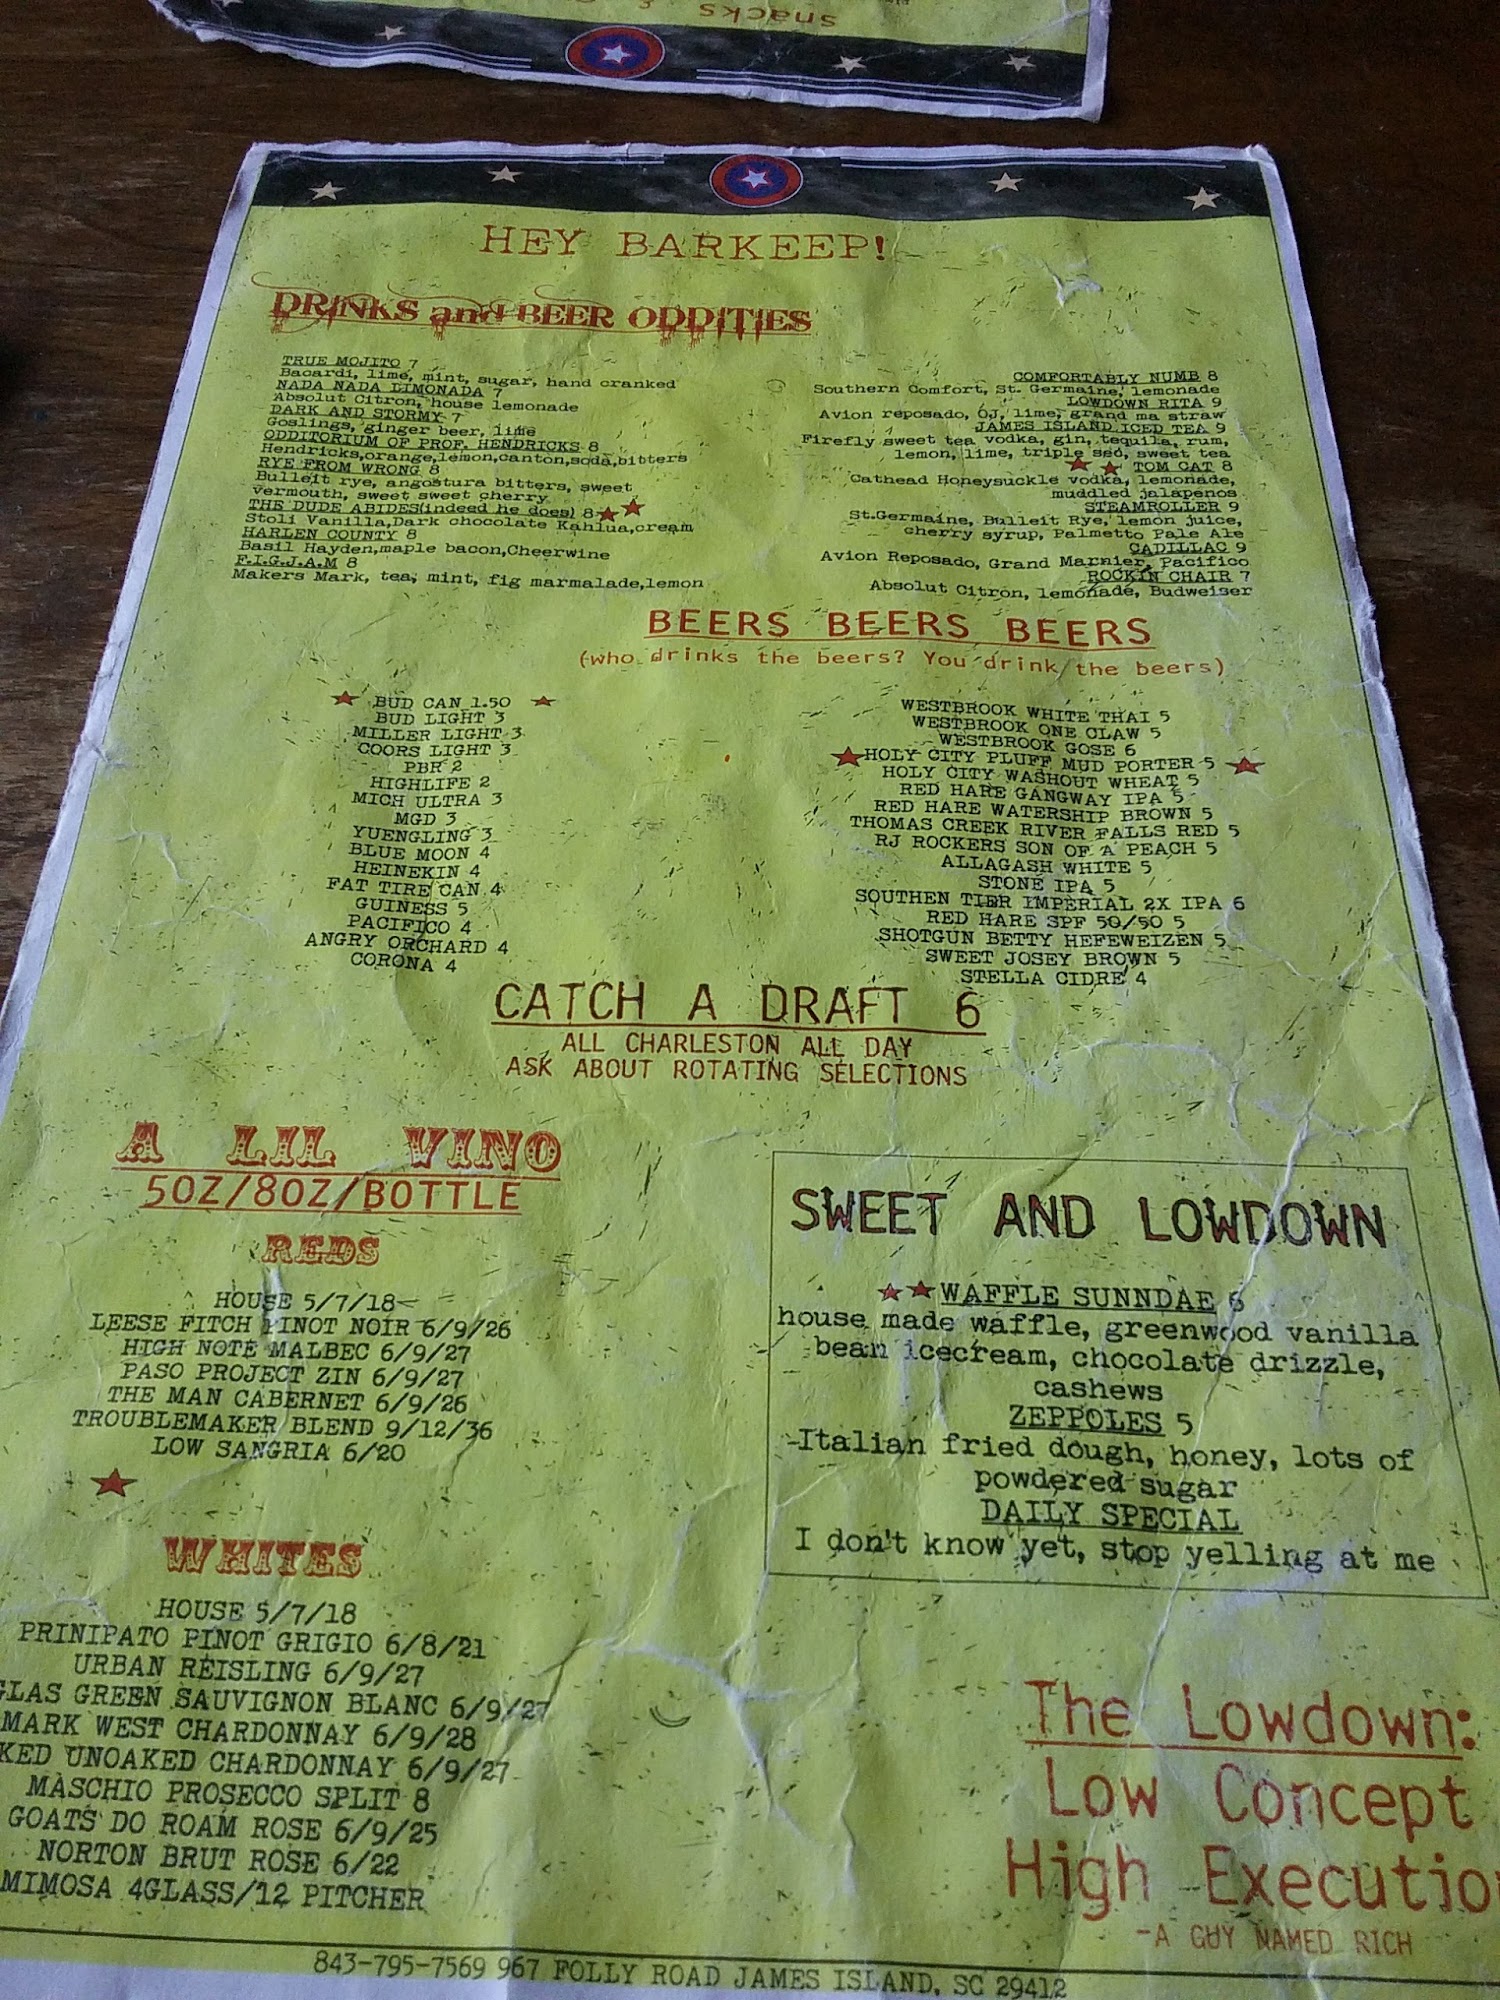 snacks &
HEY BARKEEP!
DRINKS and BEER ODDITIES
TRUE MOJITO 7
Bacardi, lime, mint, sugar, hand cranked
NADA NADA LIMONADA 7
Absolut Citron, house lemonade
DARK AND STORMY 7
Goslings, ginger beer, lime
ODDITORIUM OF PROF. HENDRICKS 8
Hendricks,orange,lemon,canton,soda,bitters
RYE FROM WRONG 8
Bulleit rye, angostura bitters, sweet
vermouth, sweet sweet cherry
THE DUDE ABIDES(indeed he does) 8
Stoli Vanilla,Dark chocolate Kahlua,cream
HARLEN COUNTY 8
Basil Hayden,maple bacon,Cheerwine
F.I.G.J.A.M 8
Makers Mark, tea, mint, fig marmalade,lemon
COMFORTABLY NUMB 8
Southern Comfort, St. Germaine, lemonade
LOWDOWN RITA 9
Avion reposado, OJ, lime, grand ma straw
JAMES ISLAND ICED TEA 9
Firefly sweet tea vodka, gin, tequila, rum,
lemon, lime, triple sec, sweet tea
TOM CAT 8
Cathead Honeysuckle vodka, lemonade,
muddled jalapenos
STEAMROLLER 9
St.Germaine, Bulleit Rye, lemon juice,
cherry syrup, Palmetto Pale Ale
CADILLAC 9
Avion Reposado, Grand Marnier, Pacifico
ROCKIN CHAIR 7
Absolut Citron, lemonade, Budweiser
BEERS BEERS BEERS
(who drinks the beers? You drink the beers)
BUD CAN 1.50
BUD LIGHT 3
MILLER LIGHT 3
COORS LIGHT 3
PBR 2
HIGHLIFE 2
MICH ULTRA 3
MGD 3
YUENGLING 3
BLUE MOON 4
HEINEKIN 4
FAT TIRE CAN 4
GUINESS 5
PACIFICO 4
ANGRY ORCHARD 4
CORONA 4
WESTBROOK WHITE THAI 5
WESTBROOK ONE CLAW 5
WESTBROOK GOSE 6
HOLY CITY PLUFF MUD PORTER 5
HOLY CITY WASHOUT WHEAT 5
RED HARE GANGWAY IPA 5
RED HARE WATERSHIP BROWN 5
THOMAS CREEK RIVER FALLS RED 5
RJ ROCKERS SON OF A PEACH 5
ALLAGASH WHITE 5
STONE IPA 5
SOUTHEN TIER IMPERIAL 2X IPA 6
RED HARE SPF 50/50 5
SHOTGUN BETTY HEFEWEIZEN 5
SWEET JOSEY BROWN 5
STELLA CIDRE 4
CATCH A DRAFT 6
ALL CHARLESTON ALL DAY
ASK ABOUT ROTATING SELECTIONS
A LIL VINO
5OZ/8OZ/BOTTLE
REDS
HOUSE 5/7/18
LEESE FITCH PINOT NOIR 6/9/26
HIGH NOTE MALBEC 6/9/27
PASO PROJECT ZIN 6/9/27
THE MAN CABERNET 6/9/26
TROUBLEMAKER BLEND 9/12/36
LOW SANGRIA 6/20
WHITES
HOUSE 5/7/18
PRINIPATO PINOT GRIGIO 6/8/21
URBAN REISLING 6/9/27
GLAS GREEN SAUVIGNON BLANC 6/9/27
MARK WEST CHARDONNAY 6/9/28
KED UNOAKED CHARDONNAY 6/9/27
MASCHIO PROSECCO SPLIT 8
GOATS DO ROAM ROSE 6/9/25
NORTON BRUT ROSE 6/22
MIMOSA 4GLASS/12 PITCHER
SWEET AND LOWDOWN
WAFFLE SUNNDAE 6
house made waffle, greenwood vanilla
bean icecream, chocolate drizzle,
cashews
ZEPPOLES 5
-Italian fried dough, honey, lots of
powdered sugar
DAILY SPECIAL
I don't know yet, stop yelling at me
The Lowdown:
Low Concept
High Executio
-A GUY NAMED RICH
843-795-7569 967 FOLLY ROAD JAMES ISLAND, SC 29412